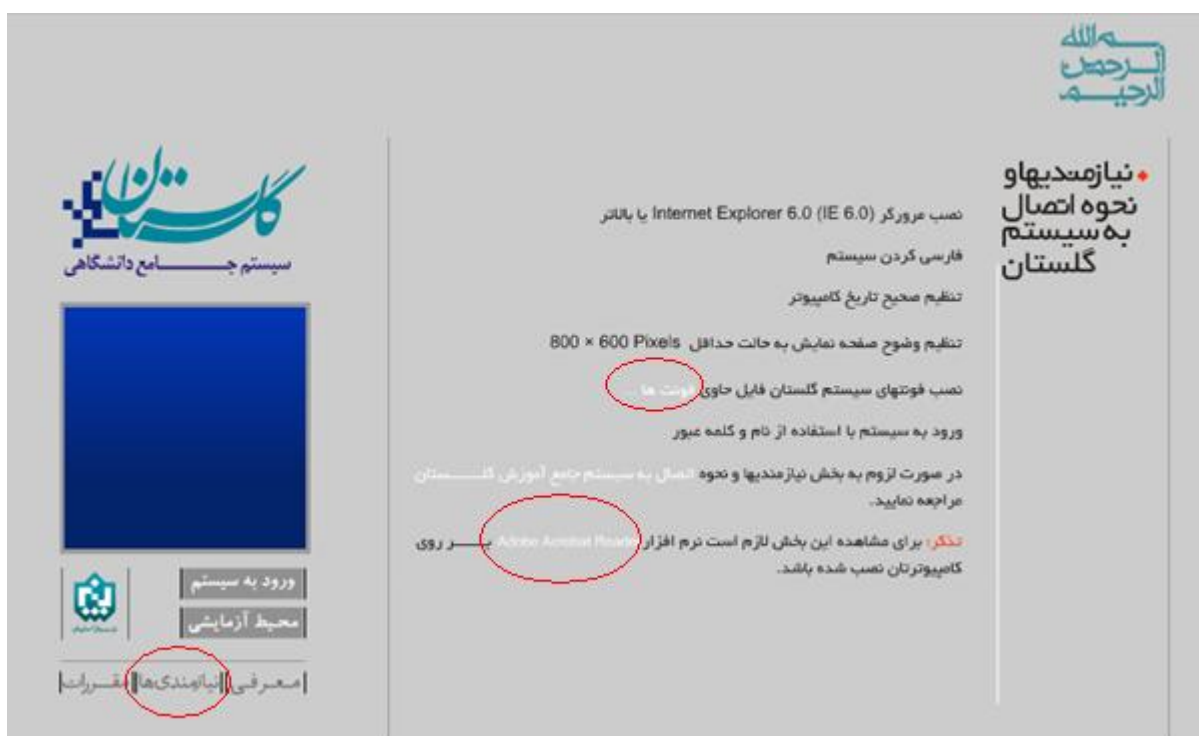 بسم الله
الرحمن
الرحیم
نیازمندیهاو
نحوه اتصال
به سیستم
گلستان
نصب مرورگر Internet Explorer 6.0 (IE 6.0) یا بالاتر
فارسی کردن سیستم
تنظیم صحیح تاریخ کامپیوتر
تنظیم وضوح صفحه نمایش به حالت حداقل 800 × 600 Pixels
نصب فونتهای سیستم گلستان فایل حاوی فونت ها
ورود به سیستم با استفاده از نام و کلمه عبور
در صورت لزوم به بخش نیازمندیها و نحوه اتصال به سیستم جامع آموزش گلستان
مراجعه نمایید.
تذکر: برای مشاهده این بخش لازم است نرم افزار Adobe Acrobat Reader بر روی
کامپیوترتان نصب شده باشد.
گلستان
سیستم جامع دانشگاهی
ورود به سیستم
محیط آزمایشی
|معرفی||نیازمندی‌ها||مقررات|